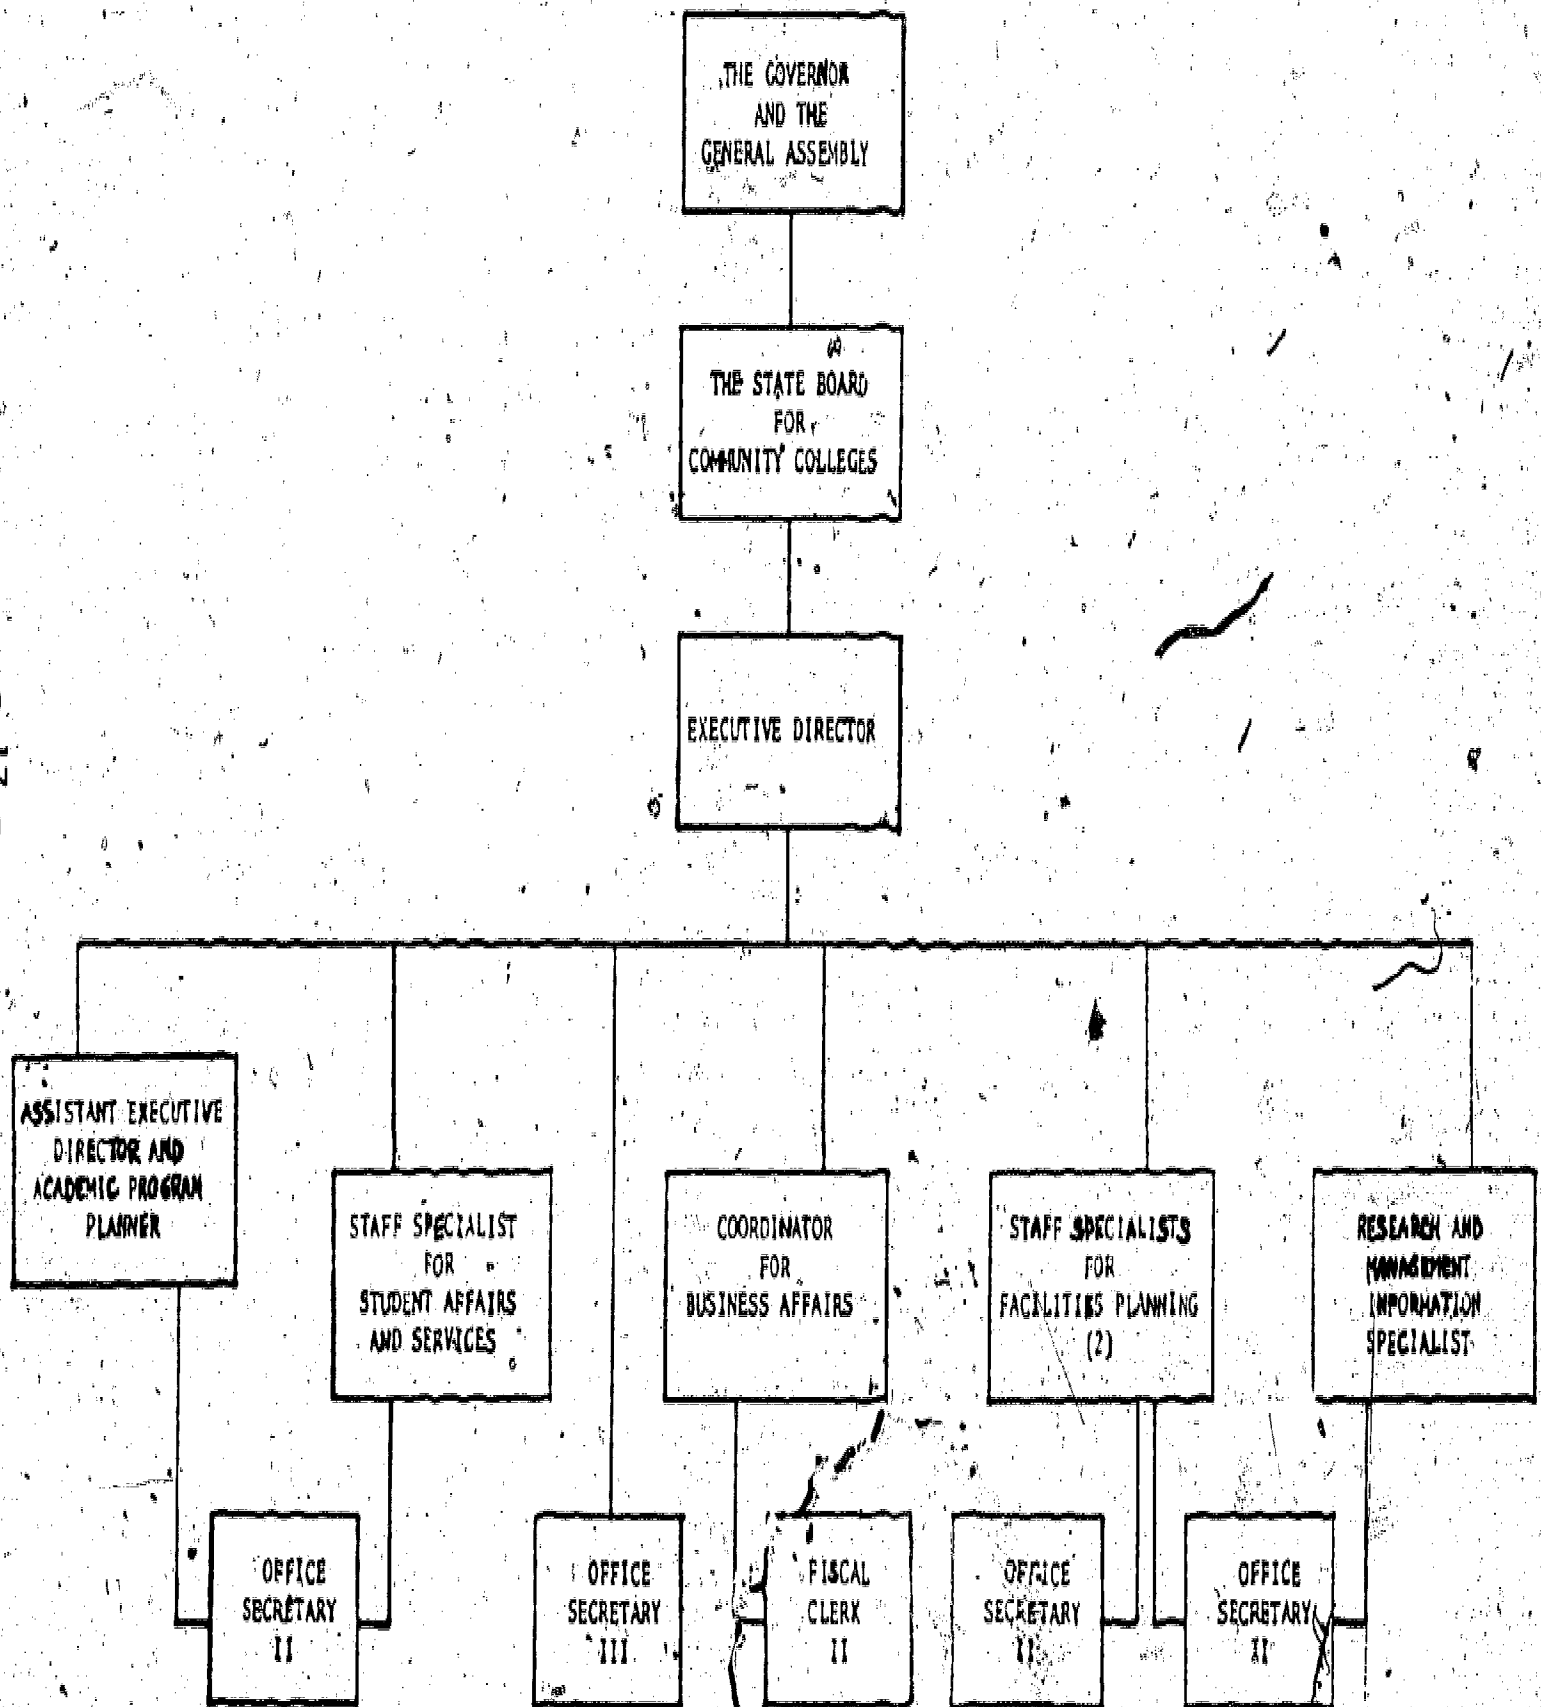 THE GOVERNOR
AND THE
GENERAL ASSEMBLY
THE STATE BOARD
FOR
COMMUNITY COLLEGES
EXECUTIVE DIRECTOR
ASSISTANT EXECUTIVE
DIRECTOR AND
ACADEMIC PROGRAM
PLANNER
STAFF SPECIALIST
FOR
STUDENT AFFAIRS
AND SERVICES
COORDINATOR
FOR
BUSINESS AFFAIRS
STAFF SPECIALISTS
FOR
FACILITIES PLANNING
(2)
RESEARCH AND
MANAGEMENT
INFORMATION
SPECIALIST
OFFICE
SECRETARY
II
OFFICE
SECRETARY
III
FISCAL
CLERK
II
OFFICE
SECRETARY
II
OFFICE
SECRETARY
II